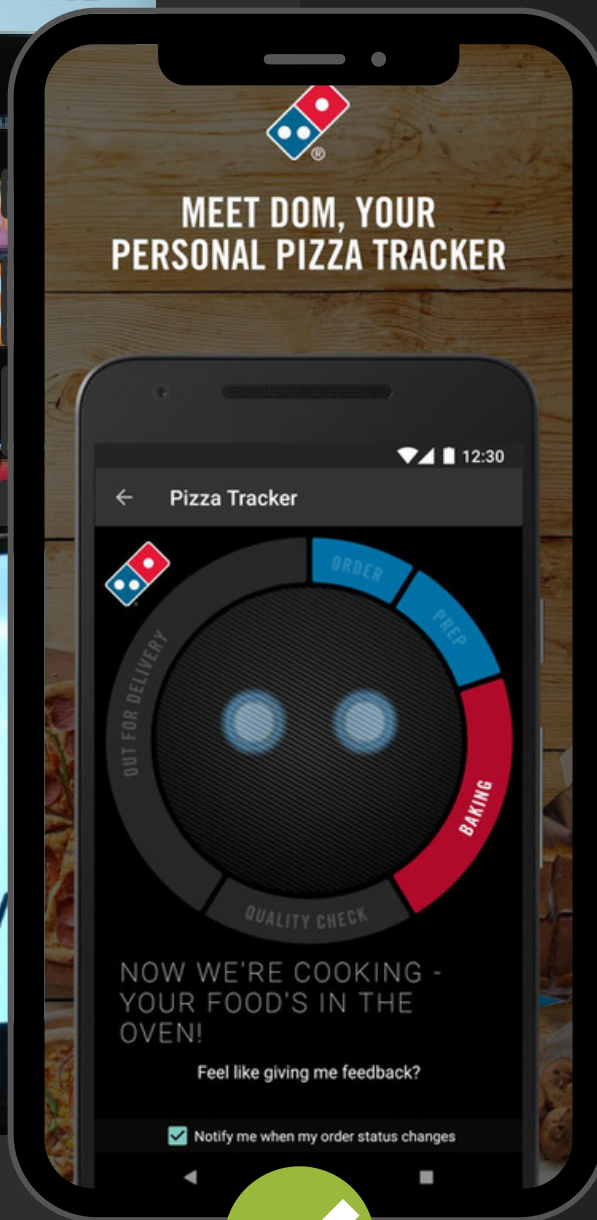 ®
MEET DOM, YOUR
PERSONAL PIZZA TRACKER
12:30
Pizza Tracker
ORDER
PREP
BAKING
QUALITY CHECK
OUT FOR DELIVERY
NOW WE'RE COOKING -
YOUR FOOD'S IN THE
OVEN!
Feel like giving me feedback?
Notify me when my order status changes